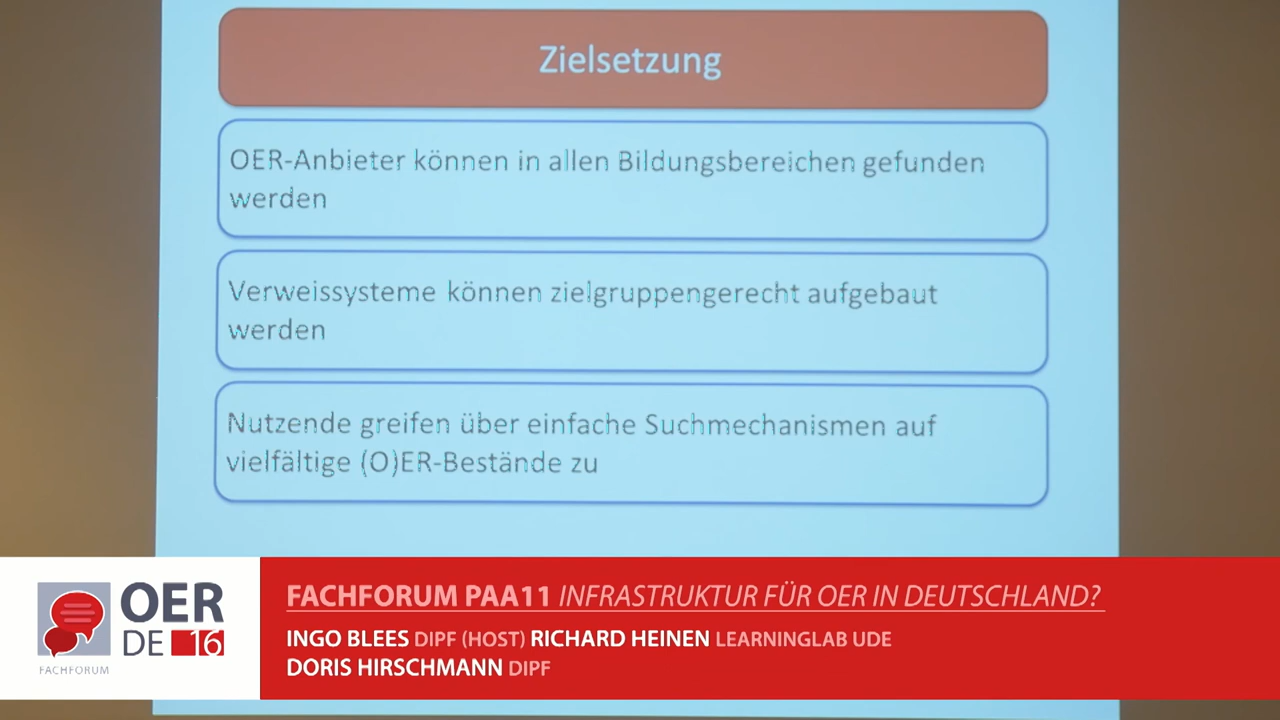 Zielsetzung
OER-Anbieter können in allen Bildungsbereichen gefunden
werden
Verweissysteme können zielgruppengerecht aufgebaut
werden
Nutzende greifen über einfache Suchmechanismen auf
vielfältige (O)ER-Bestände zu
OER
DE 16
FACHFORUM
FACHFORUM PAA11 INFRASTRUKTUR FÜR OER IN DEUTSCHLAND?
INGO BLEES DIPF (HOST) RICHARD HEINEN LEARNINGLAB UDE
DORIS HIRSCHMANN DIPF